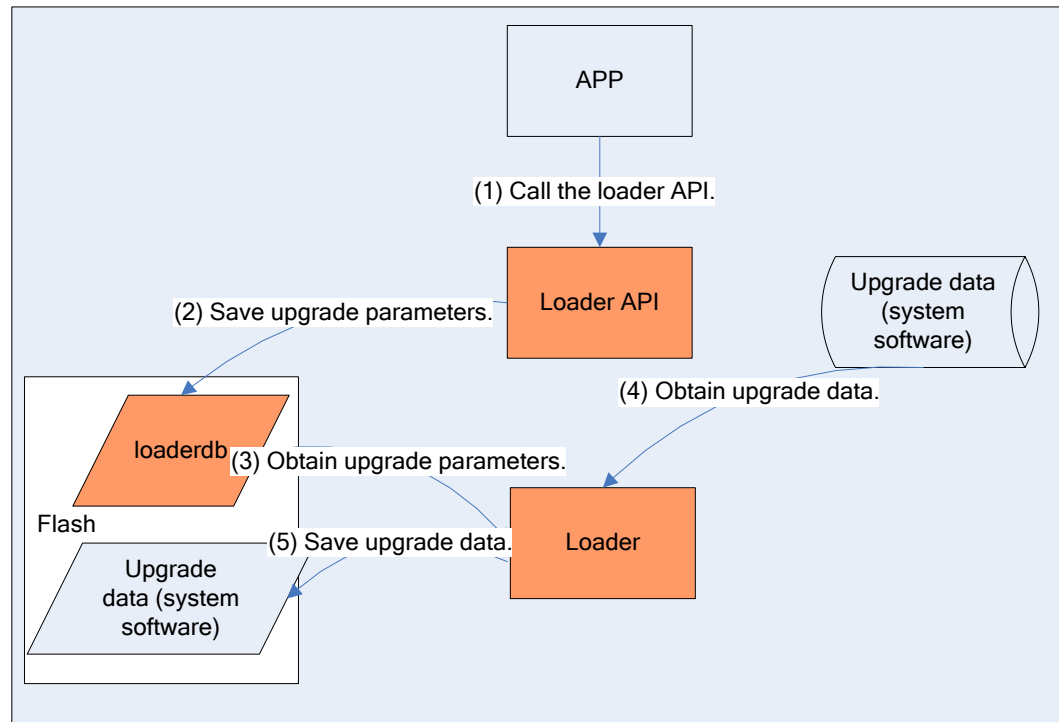 APP
(1) Call the loader API.
Loader API
Upgrade data
(system
software)
(2) Save upgrade parameters.
(4) Obtain upgrade data.
loaderdb
(3) Obtain upgrade parameters.
Flash
(5) Save upgrade data.
Loader
Upgrade
data (system
software)